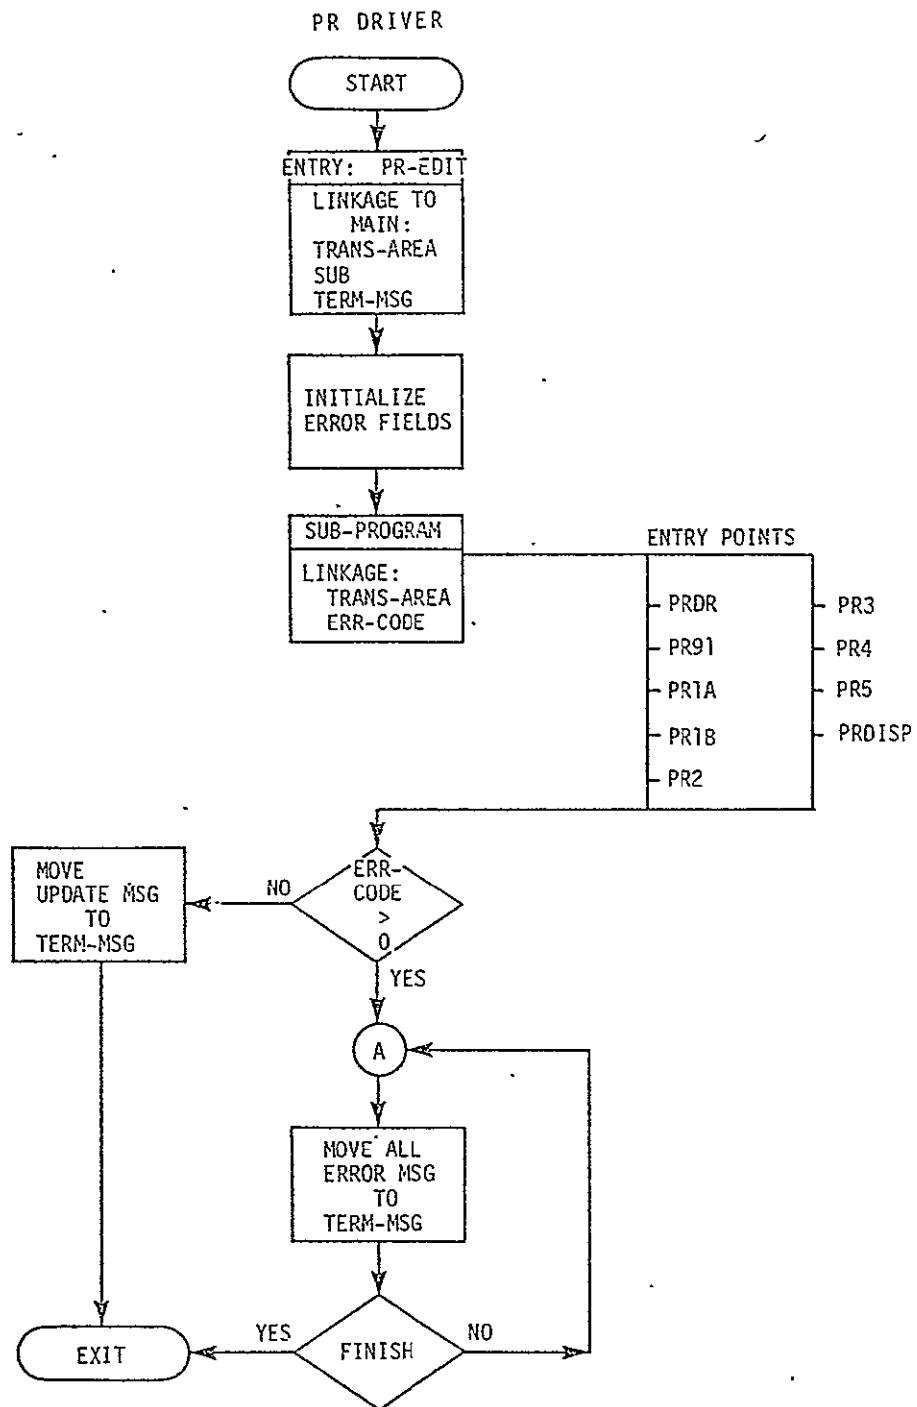 PR DRIVER
START
ENTRY: PR-EDIT
LINKAGE TO
MAIN:
TRANS-AREA
SUB
TERM-MSG
INITIALIZE
ERROR FIELDS
SUB-PROGRAM
LINKAGE:
TRANS-AREA
ERR-CODE
ENTRY POINTS
PRDR
PR91
PR1A
PR1B
PR2
PR3
PR4
PR5
PRDISP
ERR-
CODE
>
0
NO
MOVE
UPDATE MSG
TO
TERM-MSG
YES
A
MOVE ALL
ERROR MSG
TO
TERM-MSG
FINISH
YES
NO
EXIT